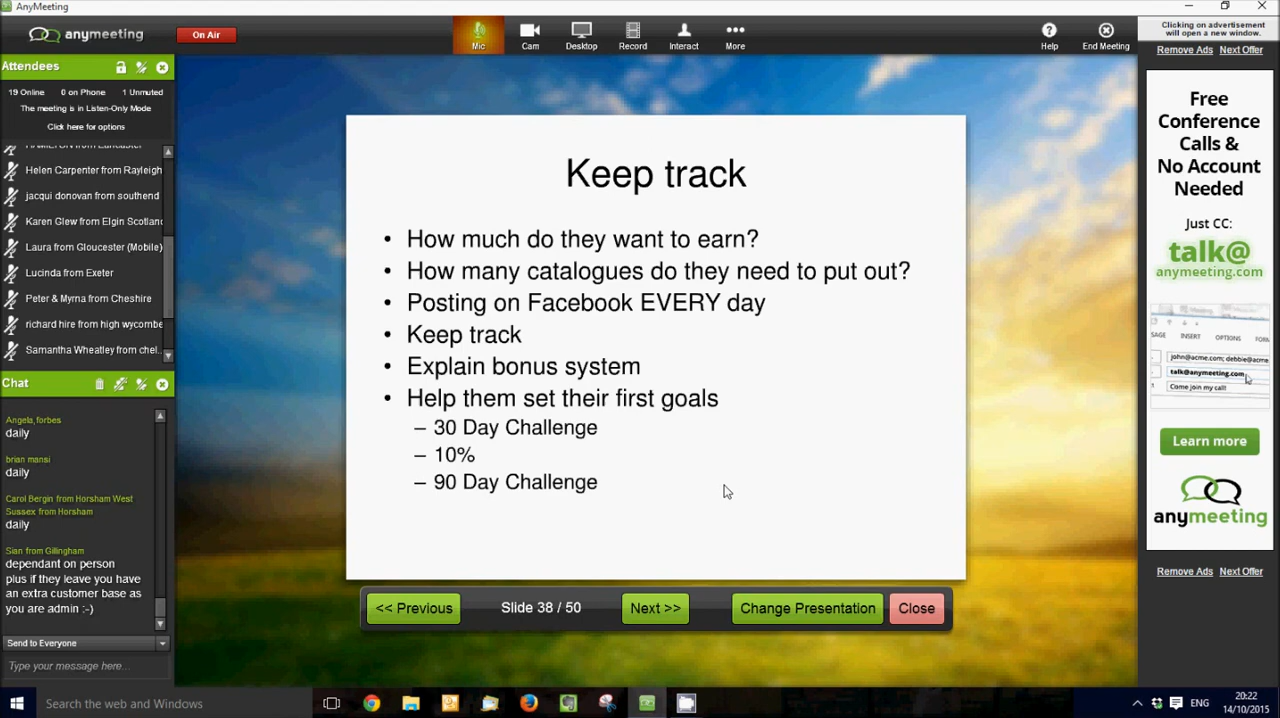 AnyMeeting
anymeeting
On Air
Mic
Cam
Desktop
Record
Interact
More
Help
End Meeting
Clicking on advertisement
will open a new window.
Remove Ads Next Offer
Attendees
19 Online 0 on Phone 1 Unmuted
The meeting is in Listen-Only Mode
Click here for options
Helen Carpenter from Rayleigh
jacqui donovan from southend
Karen Glew from Elgin Scotland
Laura from Gloucester (Mobile)
Lucinda from Exeter
Peter & Myrna from Cheshire
richard hire from high wycombe
Samantha Wheatley from chel...
Chat
Angela,forbes
daily
brian mansi
daily
Carol Bergin from Horsham West
Sussex from Horsham
daily
Sian from Gillingham
dependant on person
plus if they leave you have
an extra customer base as
you are admin :-)
Send to Everyone
Type your message here...
Keep track
• How much do they want to earn?
• How many catalogues do they need to put out?
• Posting on Facebook EVERY day
• Keep track
• Explain bonus system
• Help them set their first goals
– 30 Day Challenge
– 10%
– 90 Day Challenge
<< Previous
Slide 38 / 50
Next >>
Change Presentation
Close
Free
Conference
Calls &
No Account
Needed
Just CC:
talk@
anymeeting.com
INSERT OPTIONS
talk@anymeeting.com
Come join my call!
Learn more
anymeeting
Remove Ads Next Offer
Search the web and Windows
ENG
20:22
14/10/2015